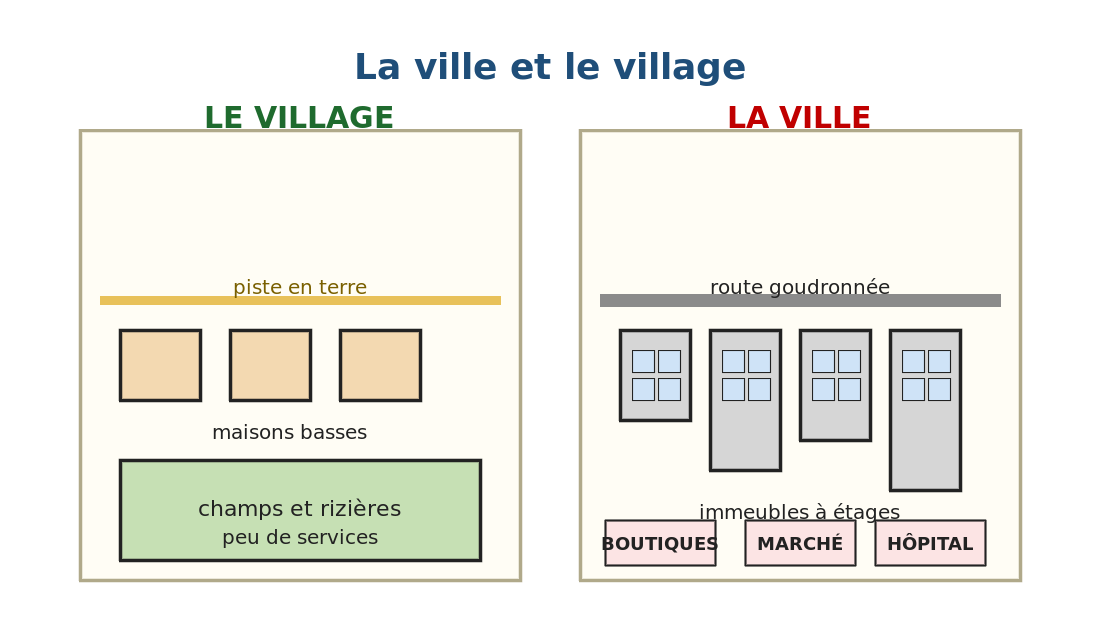 La ville et le village
LE VILLAGE
piste en terre
maisons basses
champs et rizières
peu de services
LA VILLE
route goudronnée
immeubles à étages
BOUTIQUES
MARCHÉ
HÔPITAL